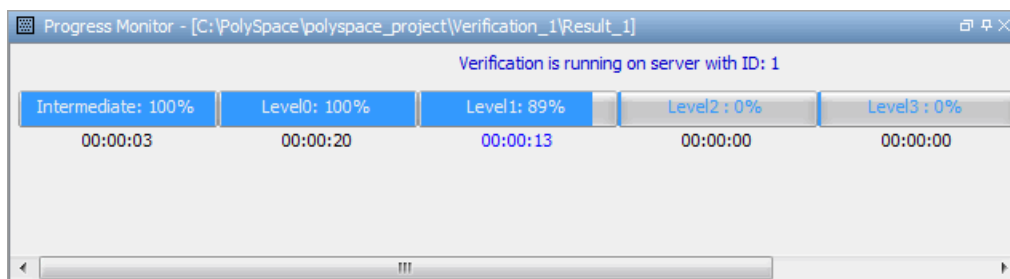 Progress Monitor - [C:\PolySpace\polyspace_project\Verification_1\Result_1]
Verification is running on server with ID: 1
Intermediate: 100% Level0: 100% Level1: 89% Level2 : 0% Level3 : 0%
00:00:03 00:00:20 00:00:13 00:00:00 00:00:00